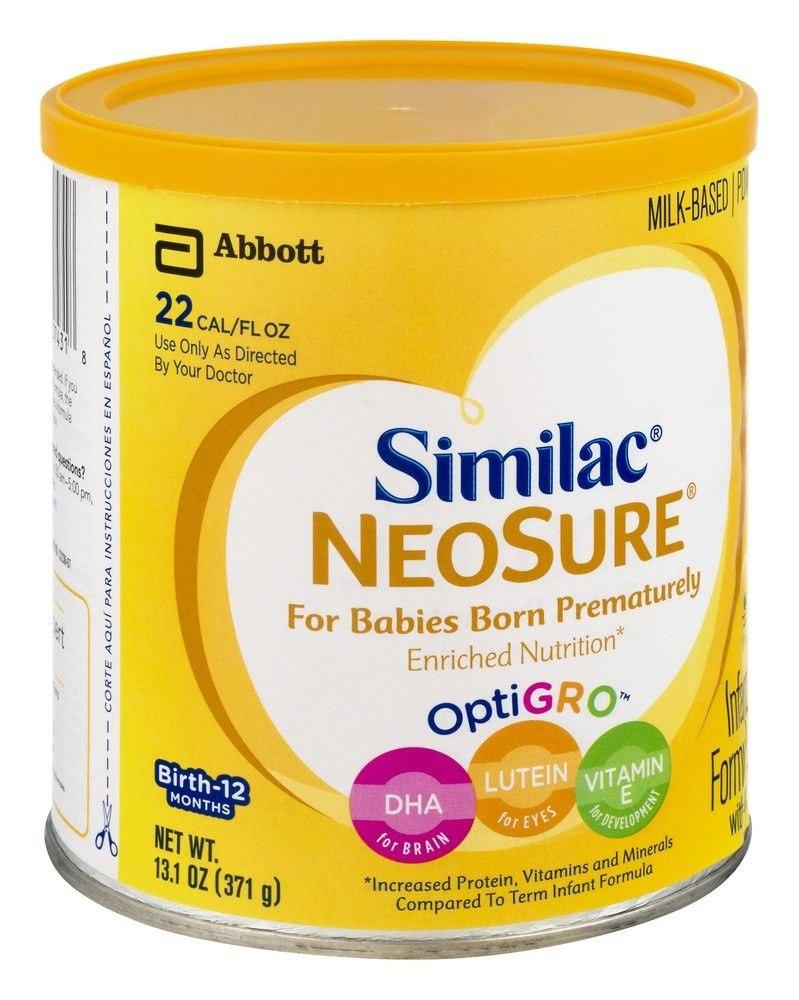 MILK-BASED |
Abbott
22 CAL/FL OZ
Use Only As Directed
By Your Doctor
Similac®
NEOSURE®
For Babies Born Prematurely
Enriched Nutrition*
OptiGRO™
DHA
for BRAIN
LUTEIN
for EYES
VITAMIN
E
for DEVELOPMENT
Birth-12
MONTHS
NET WT.
13.1 OZ (371 g)
*Increased Protein, Vitamins and Minerals
Compared To Term Infant Formula
CORTE AQUÍ PARA INSTRUCCIONES EN ESPAÑOL
8
questions?